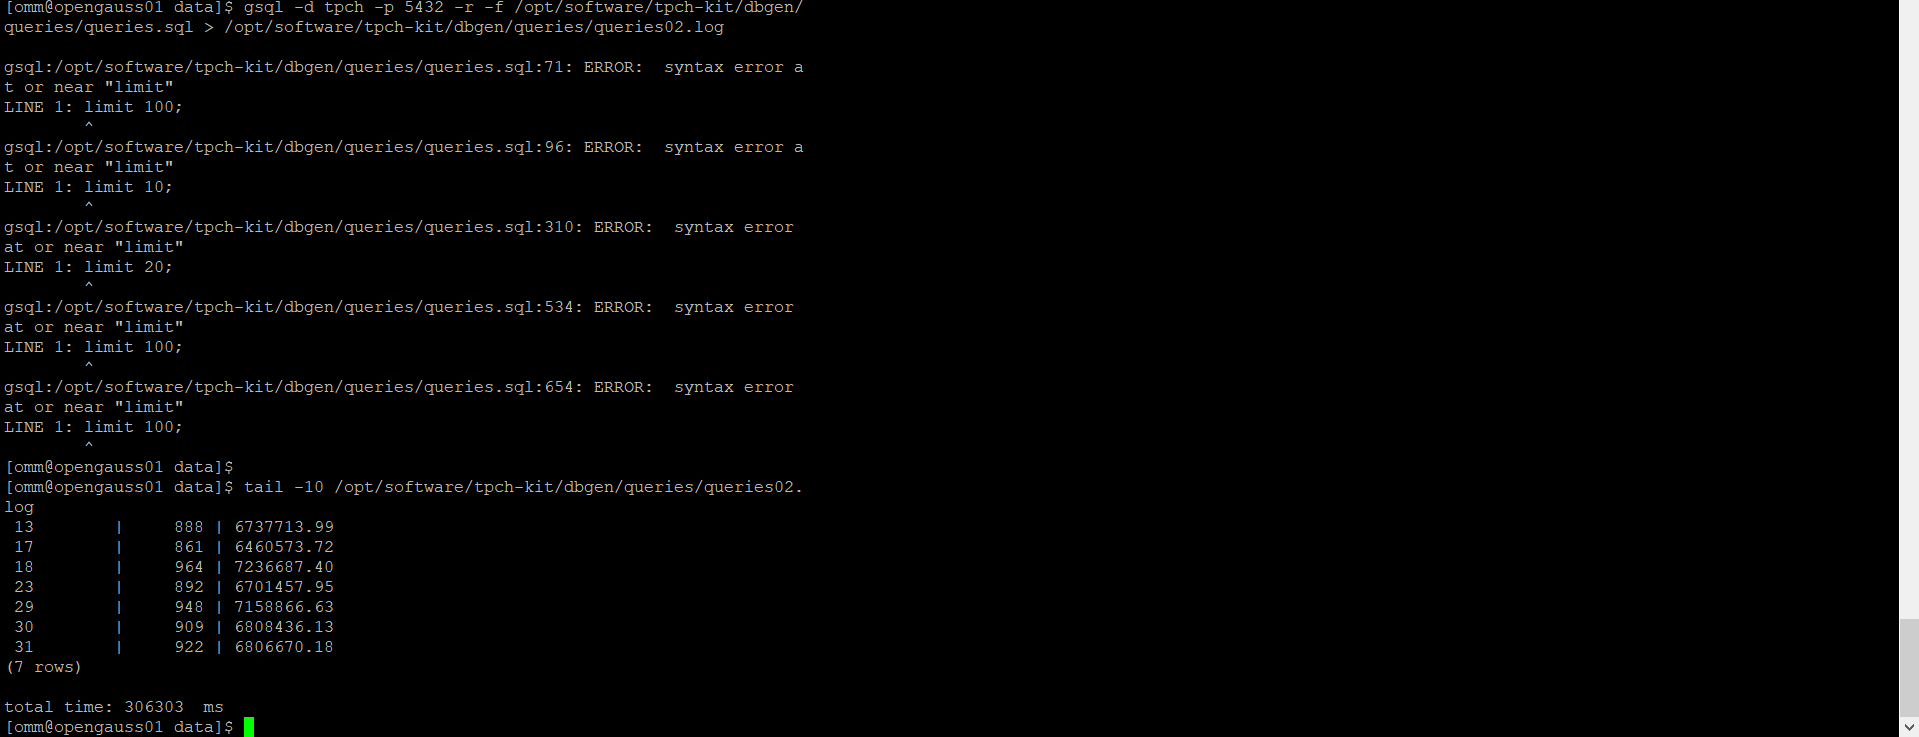 [omm@opengauss01 data]$ gsql -d tpch -p 5432 -r -f /opt/software/tpch-kit/dbgen/
queries/queries.sql > /opt/software/tpch-kit/dbgen/queries/queries02.log
gsql:/opt/software/tpch-kit/dbgen/queries/queries.sql:71: ERROR:  syntax error a
t or near "limit"
LINE 1: limit 100;
        ^
gsql:/opt/software/tpch-kit/dbgen/queries/queries.sql:96: ERROR:  syntax error a
t or near "limit"
LINE 1: limit 10;
        ^
gsql:/opt/software/tpch-kit/dbgen/queries/queries.sql:310: ERROR:  syntax error
at or near "limit"
LINE 1: limit 20;
        ^
gsql:/opt/software/tpch-kit/dbgen/queries/queries.sql:534: ERROR:  syntax error
at or near "limit"
LINE 1: limit 100;
        ^
gsql:/opt/software/tpch-kit/dbgen/queries/queries.sql:654: ERROR:  syntax error
at or near "limit"
LINE 1: limit 100;
        ^
[omm@opengauss01 data]$
[omm@opengauss01 data]$ tail -10 /opt/software/tpch-kit/dbgen/queries/queries02.
log
 13        |     888 | 6737713.99
 17        |     861 | 6460573.72
 18        |     964 | 7236687.40
 23        |     892 | 6701457.95
 29        |     948 | 7158866.63
 30        |     909 | 6808436.13
 31        |     922 | 6806670.18
(7 rows)
total time: 306303  ms
[omm@opengauss01 data]$